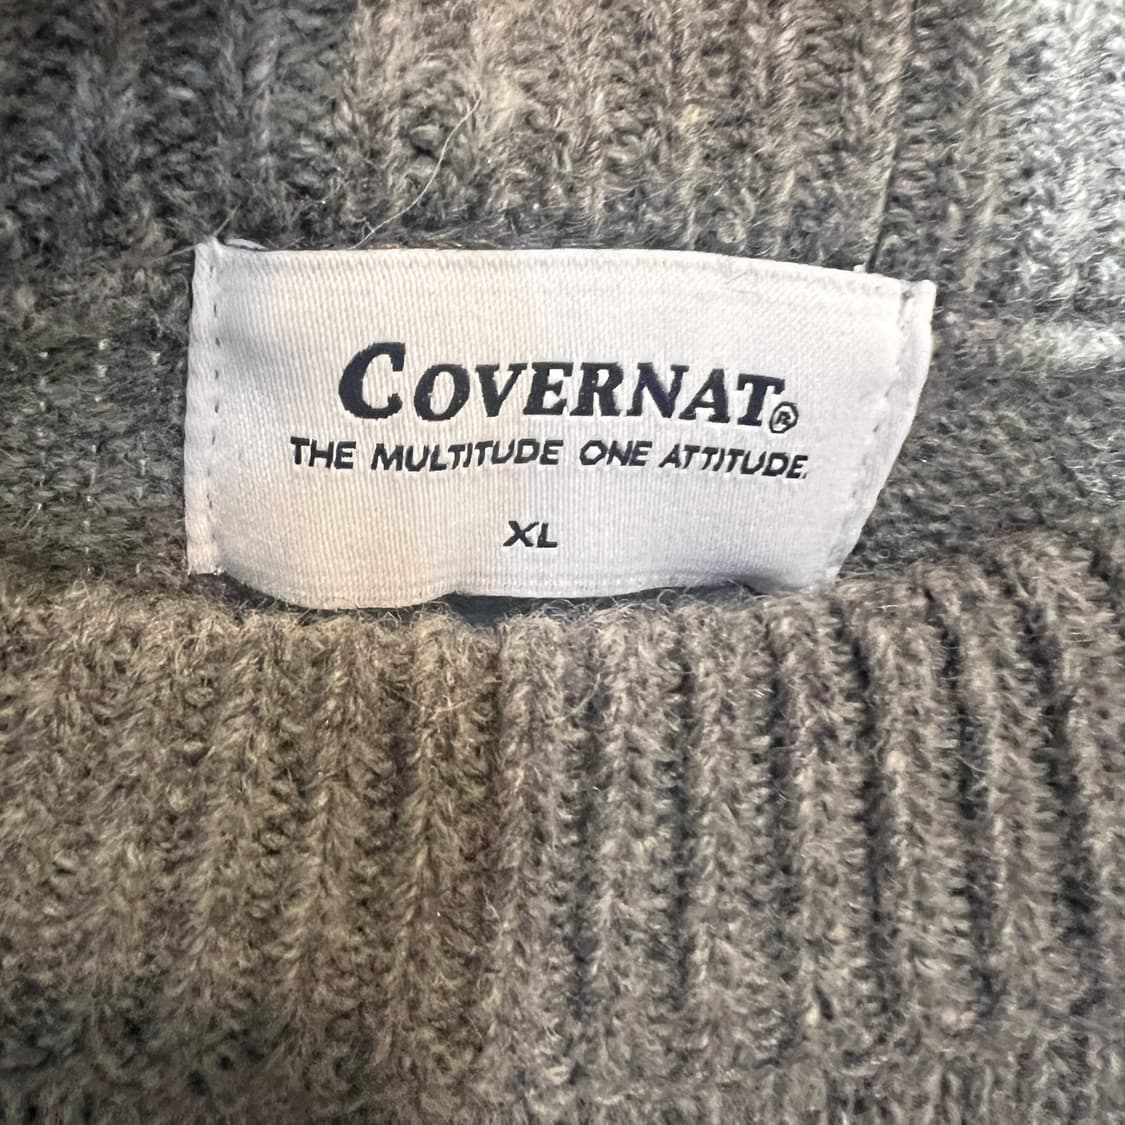 COVERNAT®
THE MULTITUDE ONE ATTITUDE.
XL